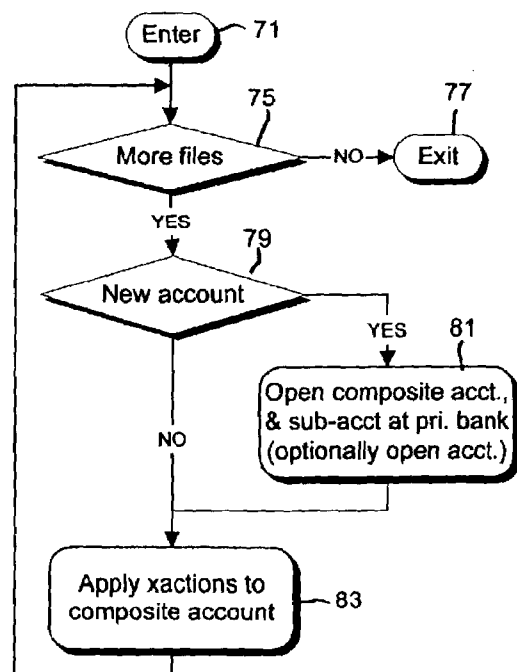 Enter
71
75
77
More files
NO
Exit
YES
79
New account
YES
81
Open composite acct.,
& sub-acct at pri. bank
(optionally open acct.)
NO
Apply xactions to
composite account
83